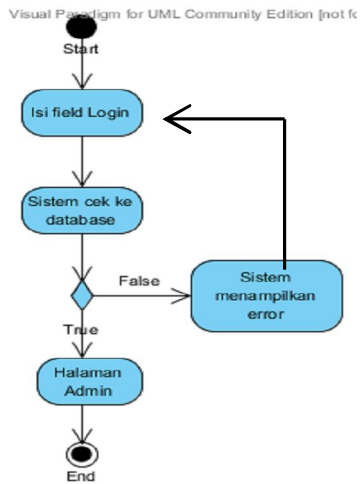 Visual Paradigm for UML Community Edition [not fo
Start
Isi field Login
Sistem cek ke
database
False
Sistem
menampilkan
error
True
Halaman
Admin
End